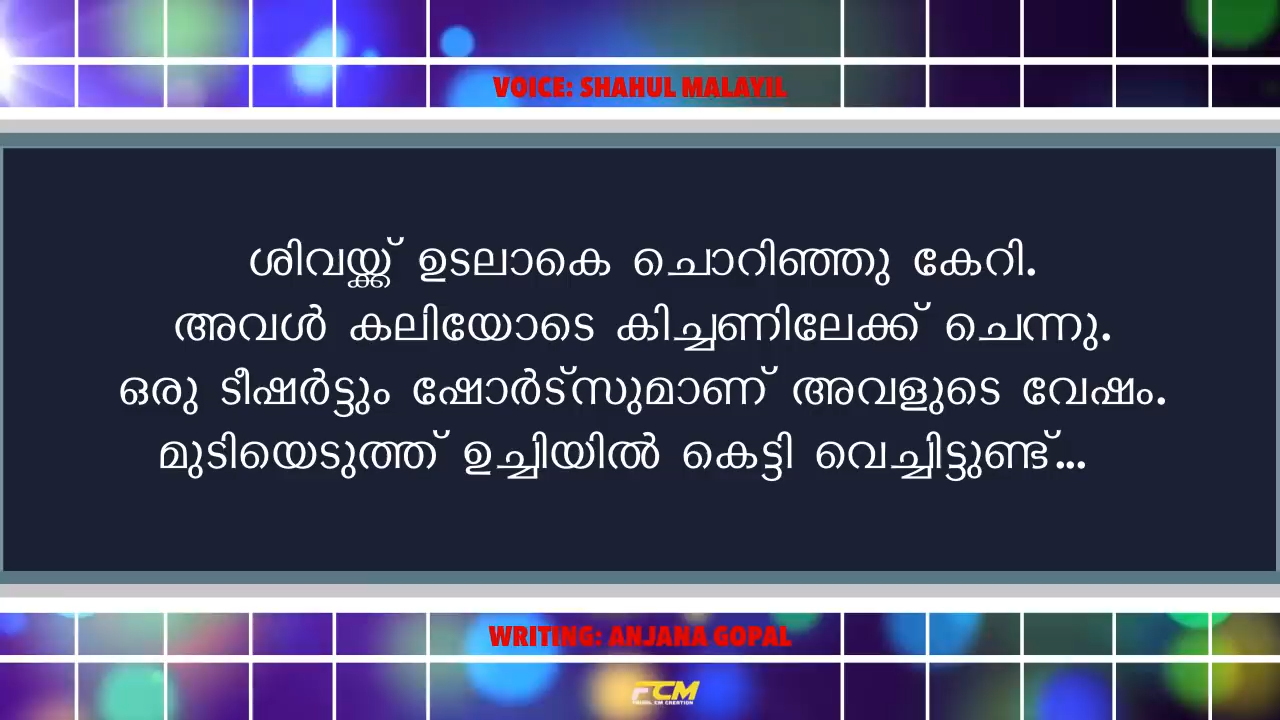 VOICE: SHAHUL MALAYIL
ശിവയ്ക്ക് ഉടലാകെ ചൊറിഞ്ഞു കേറി.
അവൾ കലിയോടെ കിച്ചണിലേക്ക് ചെന്നു.
ഒരു ടീഷർട്ടും ഷോർട്സുമാണ് അവളുടെ വേഷം.
മുടിയെടുത്ത് ഉച്ചിയിൽ കെട്ടി വെച്ചിട്ടുണ്ട്...
WRITING: ANJANA GOPAL
FCM